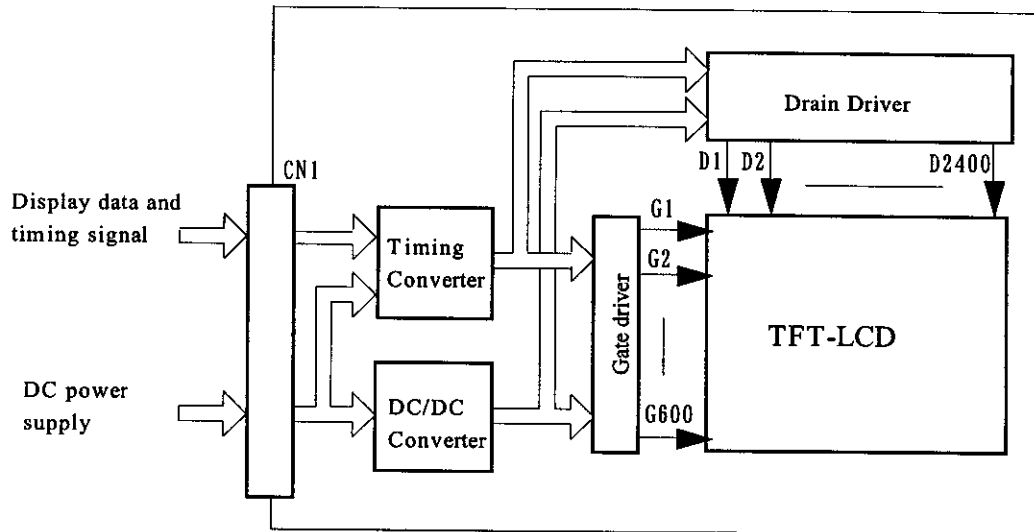 Drain Driver
D1
D2
D2400
CN1
Display data and
timing signal
Timing
Converter
G1
G2
Gate driver
TFT-LCD
DC power
supply
DC/DC
Converter
G600